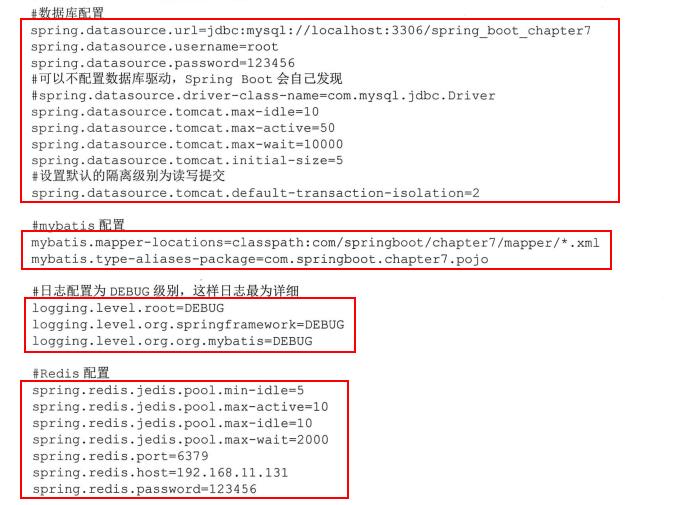 #数据库配置
spring.datasource.url=jdbc:mysql://localhost:3306/spring_boot_chapter7
spring.datasource.username=root
spring.datasource.password=123456
#可以不配置数据库驱动,Spring Boot 会自己发现
#spring.datasource.driver-class-name=com.mysql.jdbc.Driver
spring.datasource.tomcat.max-idle=10
spring.datasource.tomcat.max-active=50
spring.datasource.tomcat.max-wait=10000
spring.datasource.tomcat.initial-size=5
#设置默认的隔离级别为读写提交
spring.datasource.tomcat.default-transaction-isolation=2
#mybatis 配置
mybatis.mapper-locations=classpath:com/springboot/chapter7/mapper/*.xml
mybatis.type-aliases-package=com.springboot.chapter7.pojo
#日志配置为 DEBUG 级别,这样日志最为详细
logging.level.root=DEBUG
logging.level.org.springframework=DEBUG
logging.level.org.org.mybatis=DEBUG
#Redis 配置
spring.redis.jedis.pool.min-idle=5
spring.redis.jedis.pool.max-active=10
spring.redis.jedis.pool.max-idle=10
spring.redis.jedis.pool.max-wait=2000
spring.redis.port=6379
spring.redis.host=192.168.11.131
spring.redis.password=123456